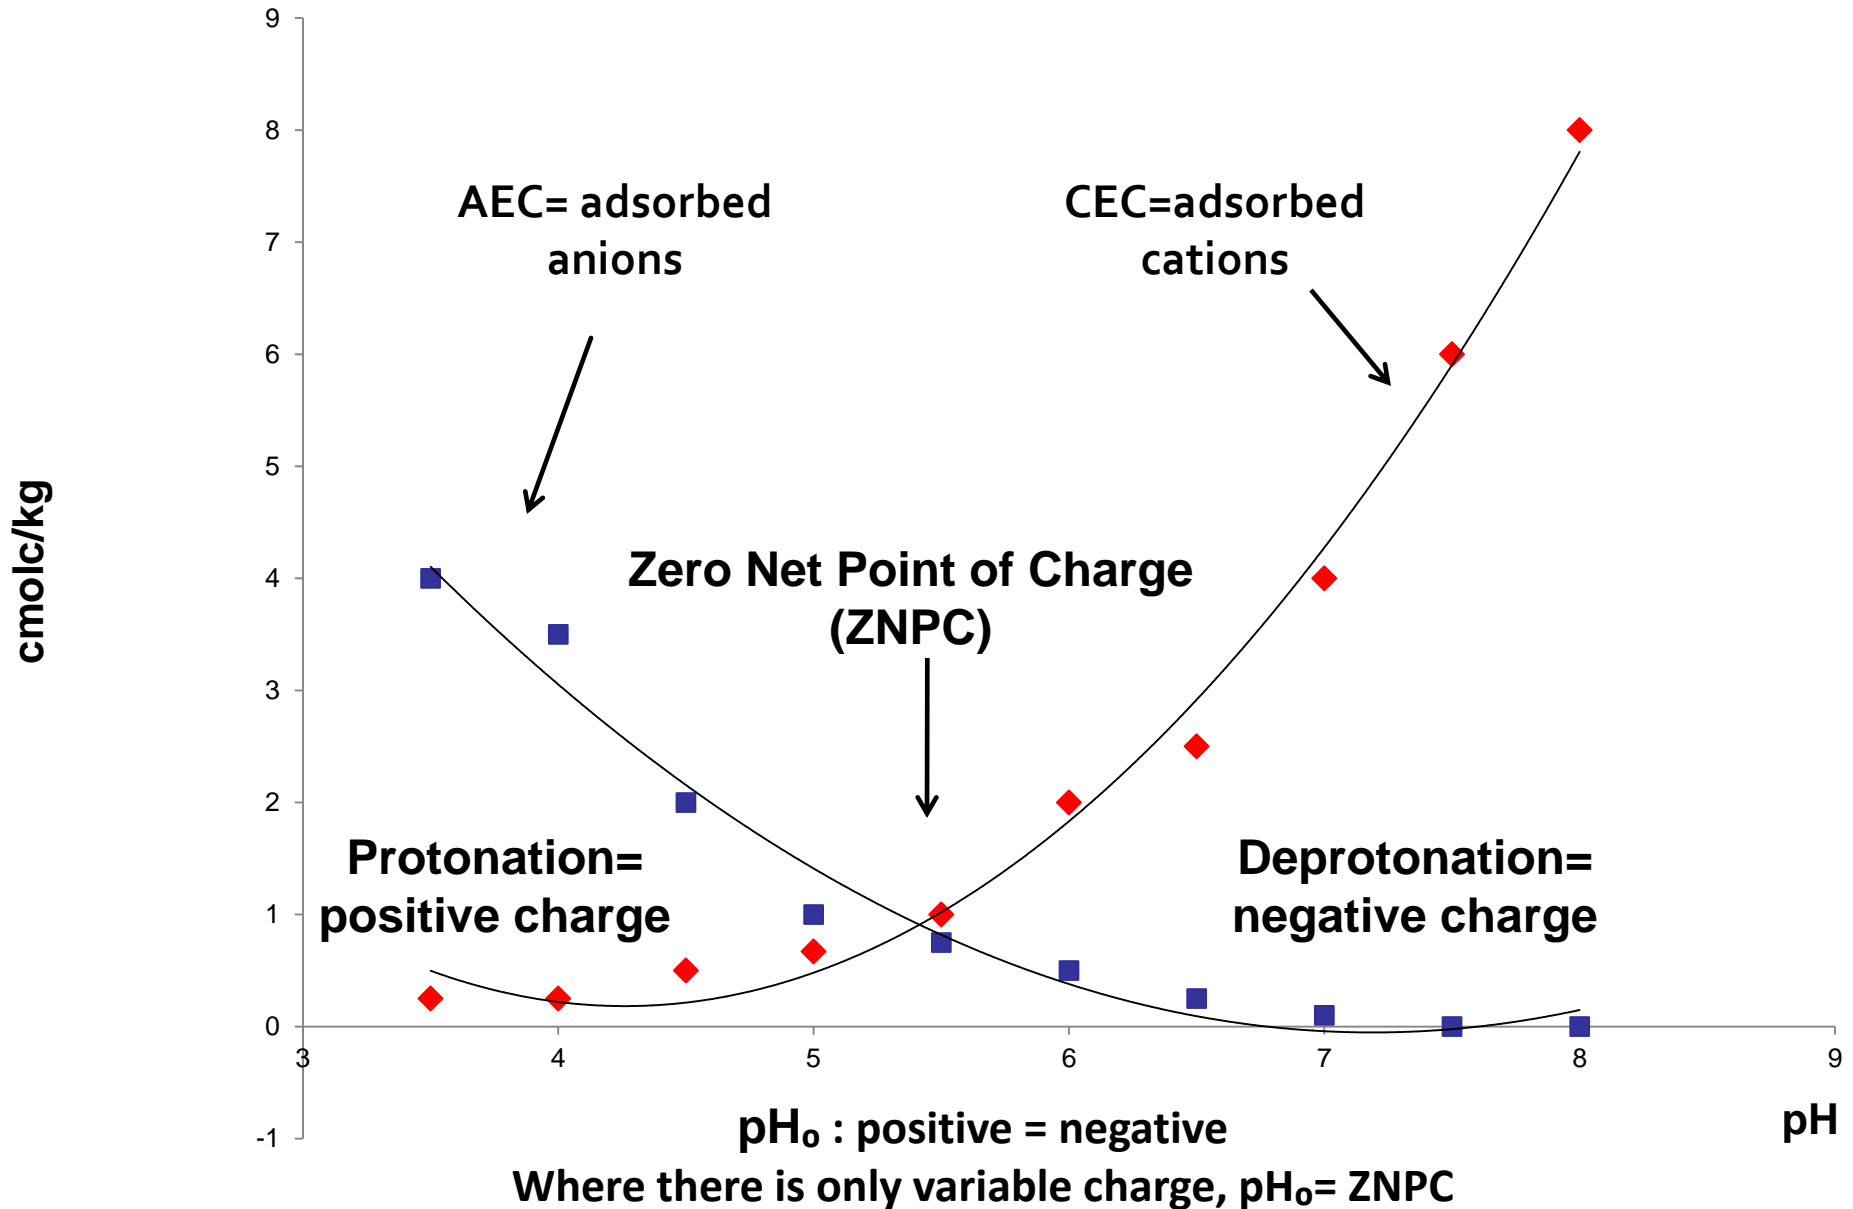 9
8
AEC= adsorbed
anions
CEC=adsorbed
cations
7
6
5
cmolc/kg
Zero Net Point of Charge
(ZNPC)
4
3
2
Protonation=
positive charge
Deprotonation=
negative charge
1
0
3 4 5 6 7 8 9
-1
pH
pH₀ : positive = negative
Where there is only variable charge, pH₀= ZNPC